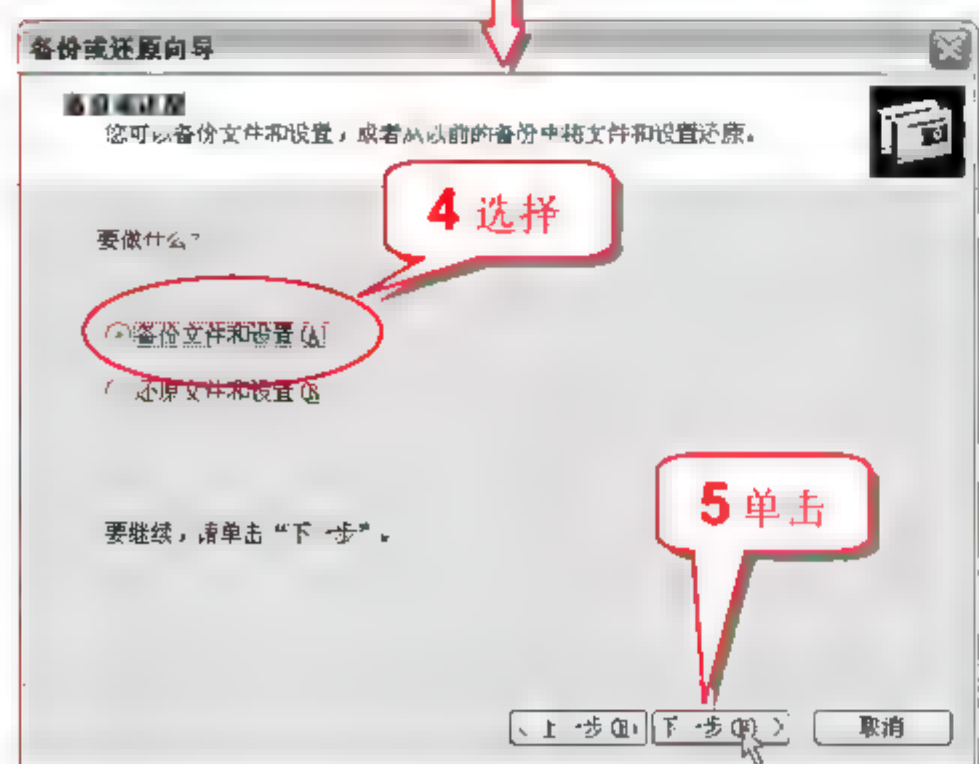 备份或还原向导
您可以备份文件和设置，或者从以前的备份中将文件和设置还原。
4 选择
要做什么?
备份文件和设置(A)
还原文件和设置(R)
5 单击
要继续，请单击“下一步”。
上一步(B) 下一步(N) > 取消